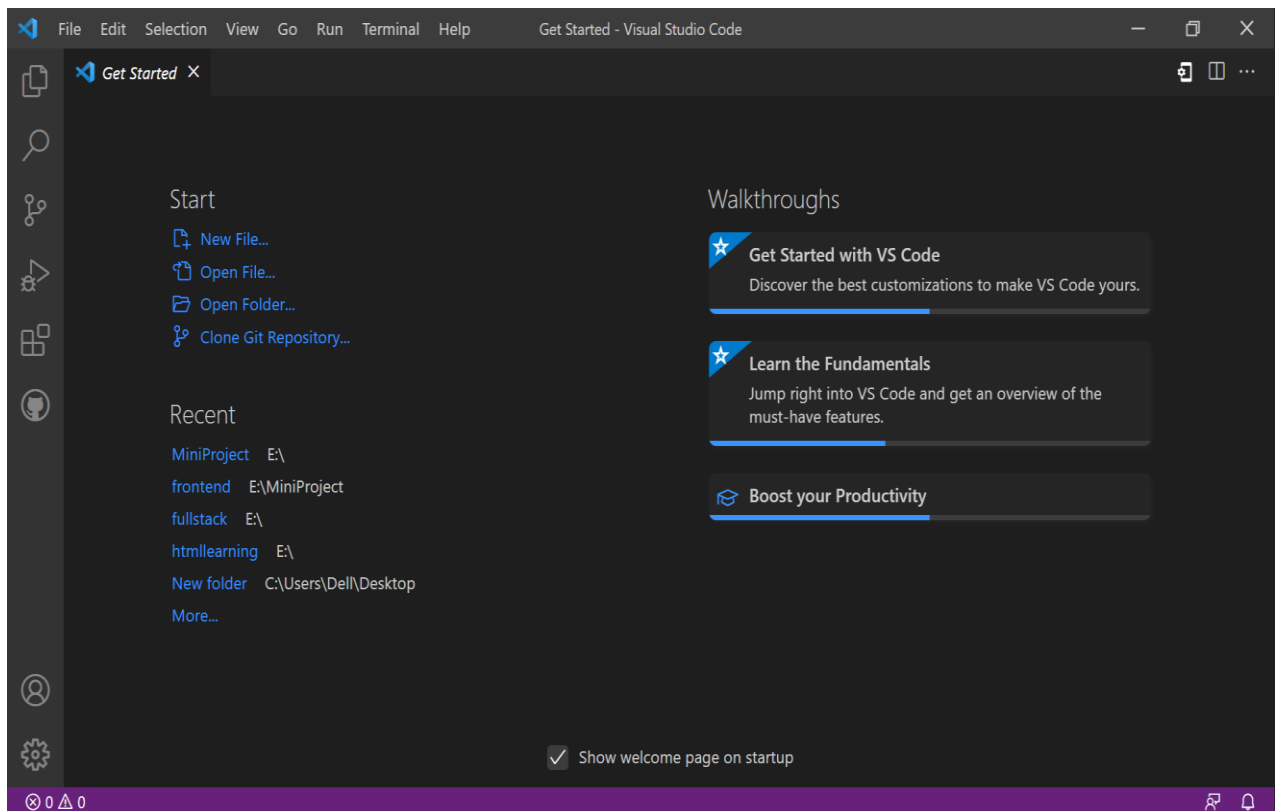 File Edit Selection View Go Run Terminal Help Get Started - Visual Studio Code
Get Started
Start
New File...
Open File...
Open Folder...
Clone Git Repository...
Recent
MiniProject E:\
frontend E:\MiniProject
fullstack E:\
htmllearning E:\
New folder C:\Users\Dell\Desktop
More...
Walkthroughs
Get Started with VS Code
Discover the best customizations to make VS Code yours.
Learn the Fundamentals
Jump right into VS Code and get an overview of the
must-have features.
Boost your Productivity
Show welcome page on startup
0 0